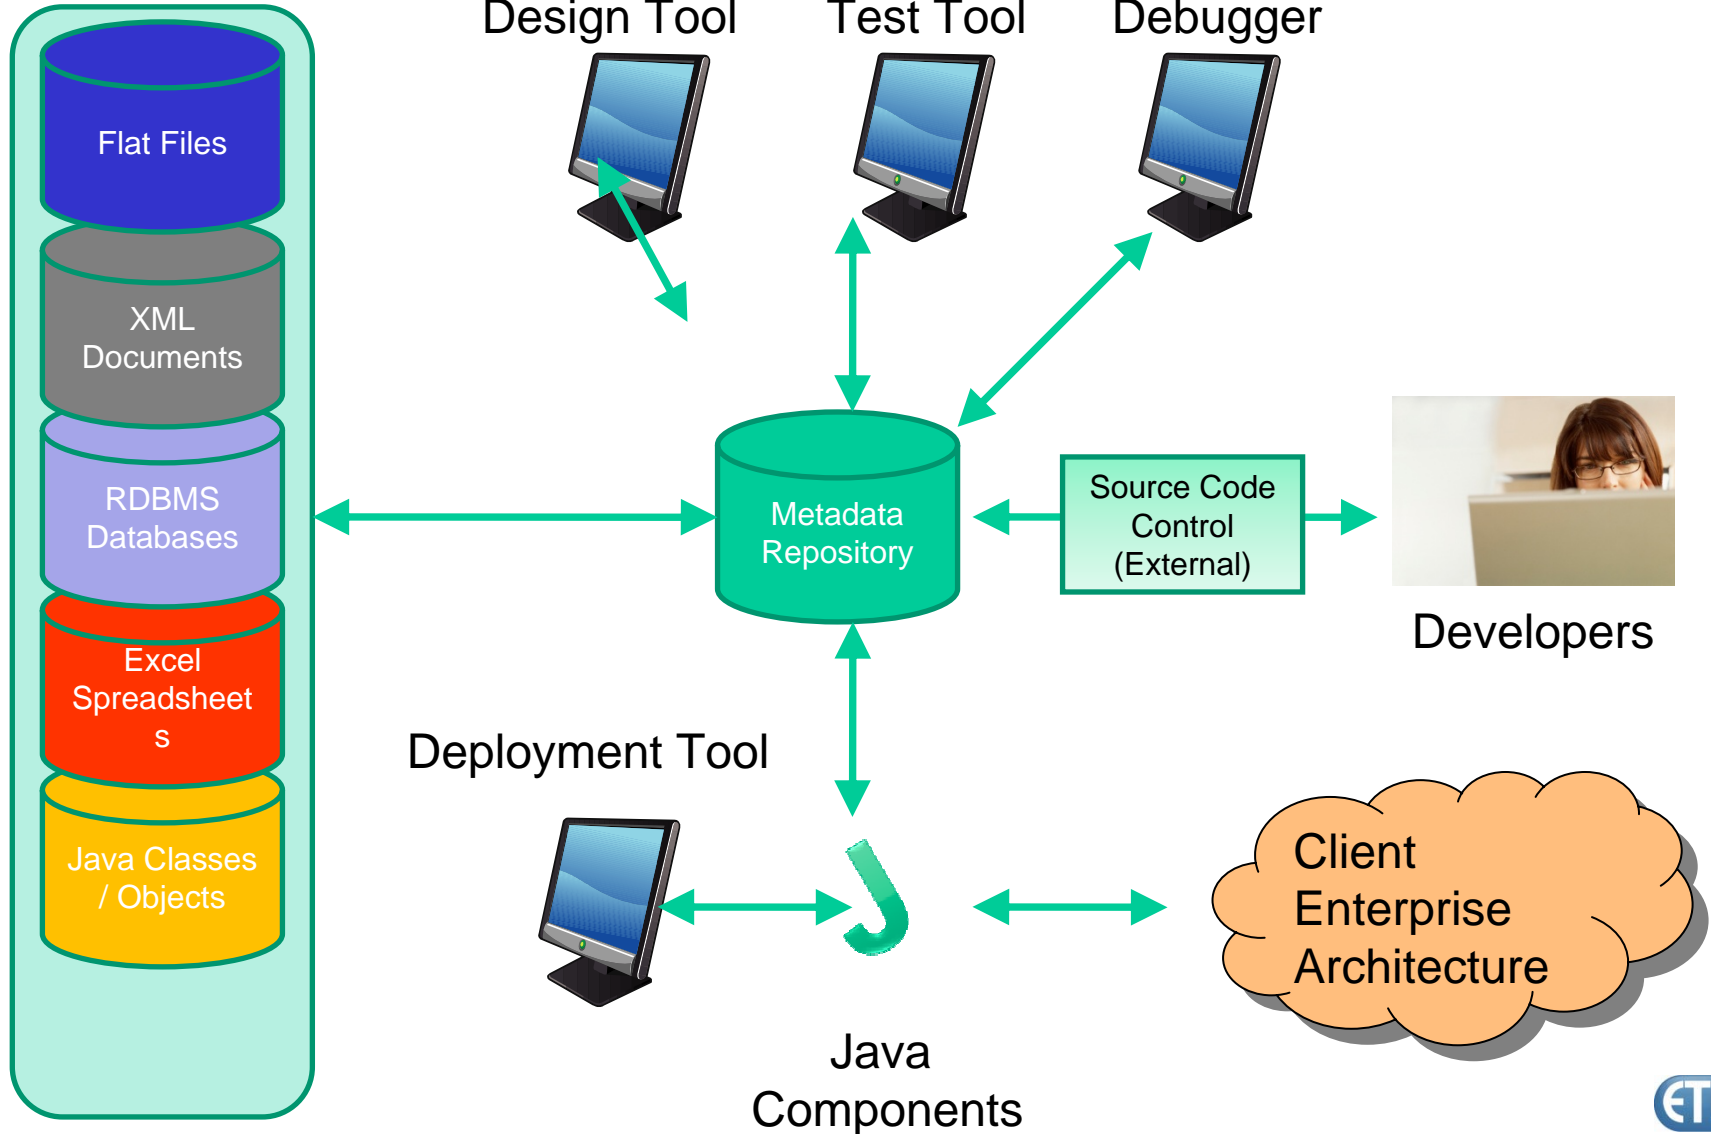 Design Tool
Test Tool
Debugger
Flat Files
XML
Documents
RDBMS
Databases
Excel
Spreadsheet
s
Java Classes
/ Objects
Metadata
Repository
Source Code
Control
(External)
Developers
Deployment Tool
Client
Enterprise
Architecture
Java
Components
ET